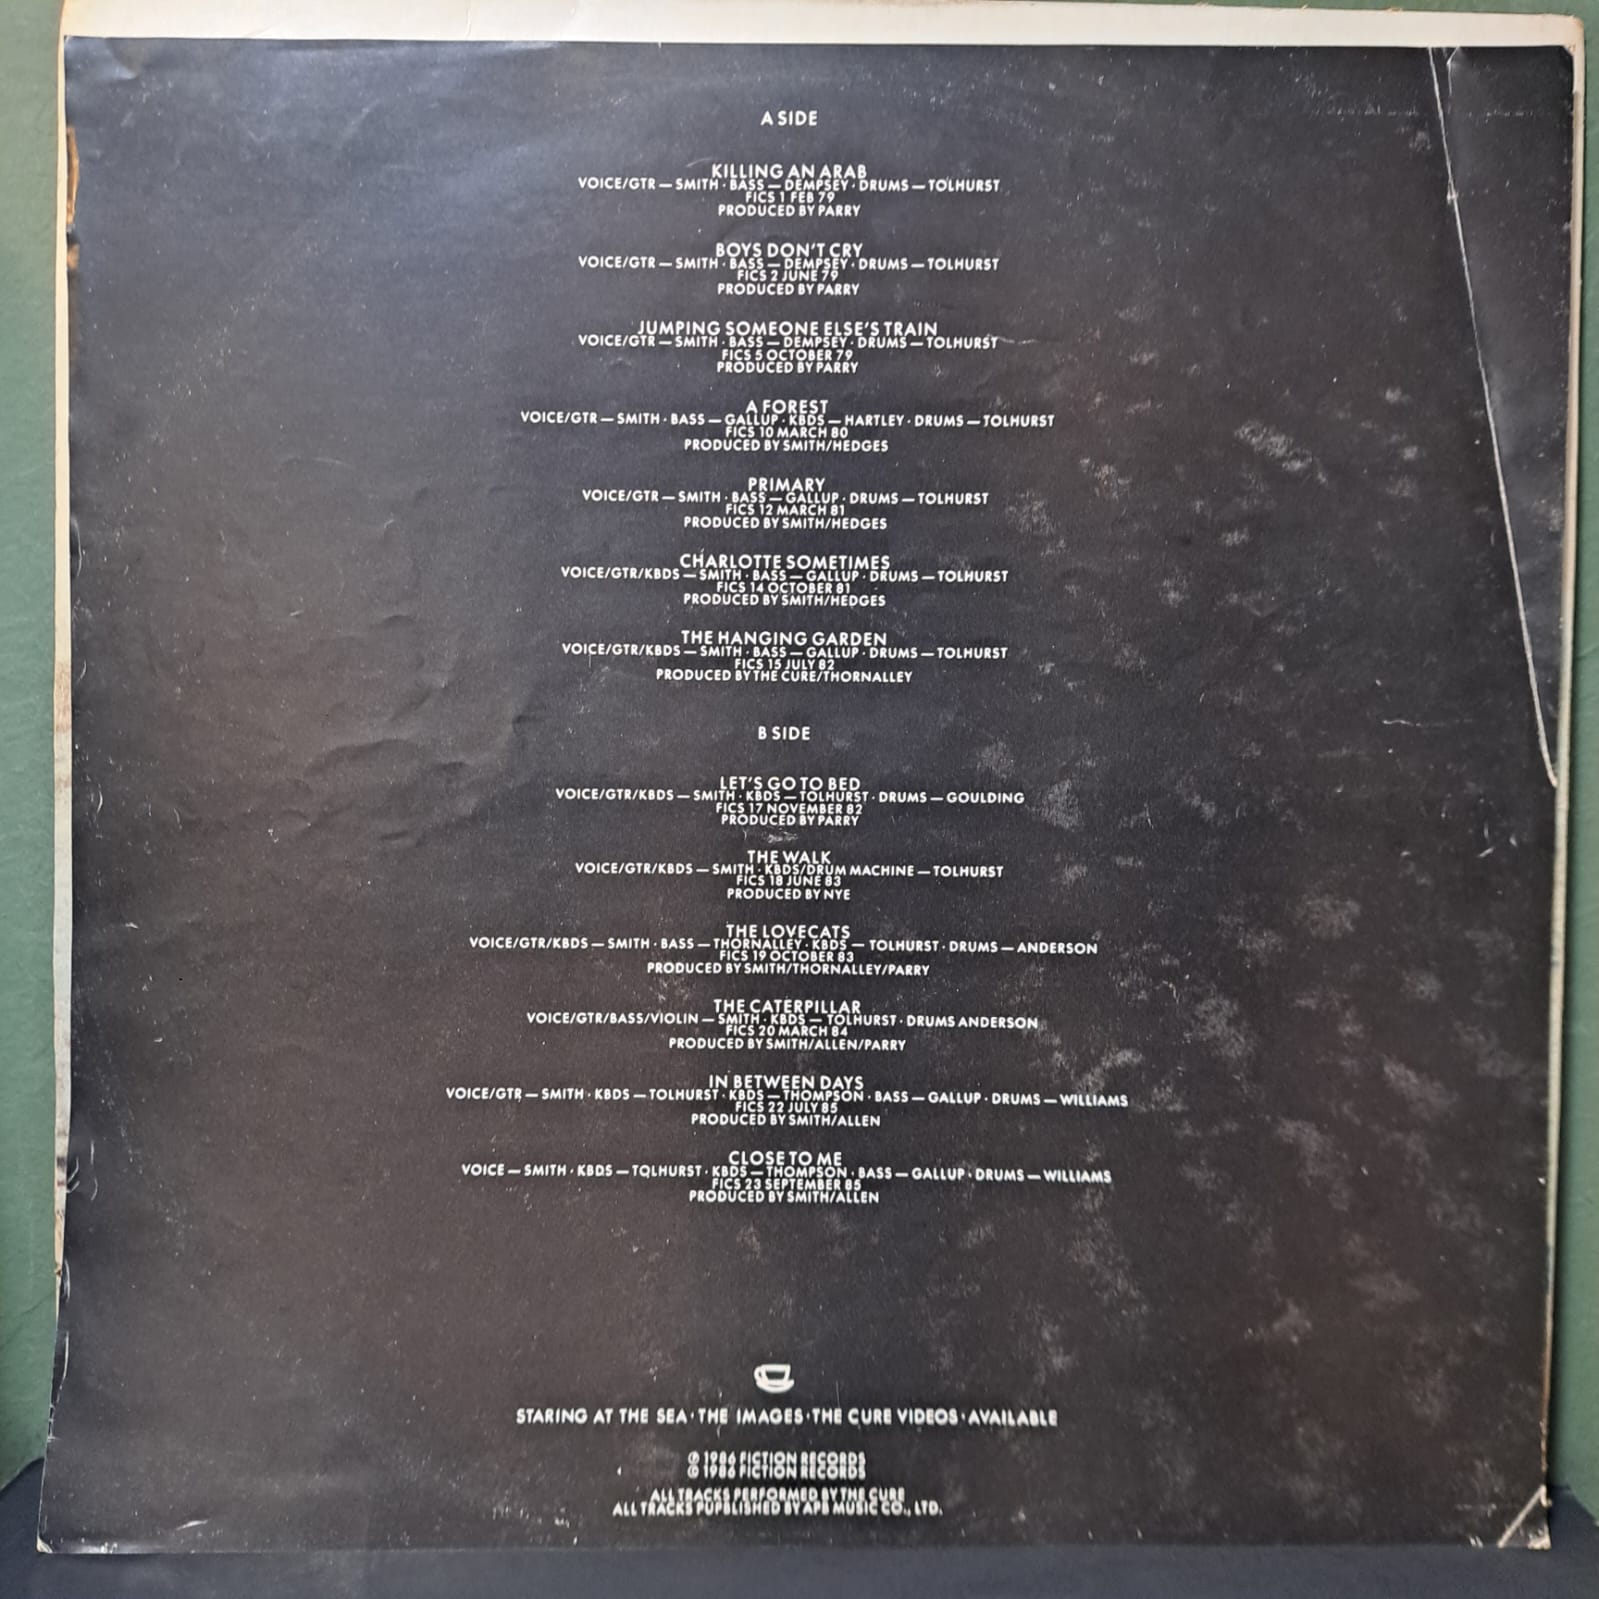 A SIDE
KILLING AN ARAB
VOICE/GTR — SMITH · BASS — DEMPSEY · DRUMS — TOLHURST
FICS 1 FEB 79
PRODUCED BY PARRY
BOYS DON'T CRY
VOICE/GTR — SMITH · BASS — DEMPSEY · DRUMS — TOLHURST
FICS 2 JUNE 79
PRODUCED BY PARRY
JUMPING SOMEONE ELSE'S TRAIN
VOICE/GTR — SMITH · BASS — DEMPSEY · DRUMS — TOLHURST
FICS 5 OCTOBER 79
PRODUCED BY PARRY
A FOREST
VOICE/GTR — SMITH · BASS — GALLUP · KBDS — HARTLEY · DRUMS — TOLHURST
FICS 10 MARCH 80
PRODUCED BY SMITH/HEDGES
PRIMARY
VOICE/GTR — SMITH · BASS — GALLUP · DRUMS — TOLHURST
FICS 12 MARCH 81
PRODUCED BY SMITH/HEDGES
CHARLOTTE SOMETIMES
VOICE/GTR/KBDS — SMITH · BASS — GALLUP · DRUMS — TOLHURST
FICS 14 OCTOBER 81
PRODUCED BY SMITH/HEDGES
THE HANGING GARDEN
VOICE/GTR/KBDS — SMITH · BASS — GALLUP · DRUMS — TOLHURST
FICS 15 JULY 82
PRODUCED BY THE CURE/THORNALLEY
B SIDE
LET'S GO TO BED
VOICE/GTR/KBDS — SMITH · KBDS — TOLHURST · DRUMS — GOULDING
FICS 17 NOVEMBER 82
PRODUCED BY PARRY
THE WALK
VOICE/GTR/KBDS — SMITH · KBDS/DRUM MACHINE — TOLHURST
FICS 18 JUNE 83
PRODUCED BY NYE
THE LOVECATS
VOICE/GTR/KBDS — SMITH · BASS — THORNALLEY · KBDS — TOLHURST · DRUMS — ANDERSON
FICS 19 OCTOBER 83
PRODUCED BY SMITH/THORNALLEY/PARRY
THE CATERPILLAR
VOICE/GTR/BASS/VIOLIN — SMITH · KBDS — TOLHURST · DRUMS ANDERSON
FICS 20 MARCH 84
PRODUCED BY SMITH/ALLEN/PARRY
IN BETWEEN DAYS
VOICE/GTR — SMITH · KBDS — TOLHURST · KBDS — THOMPSON · BASS — GALLUP · DRUMS — WILLIAMS
FICS 22 JULY 85
PRODUCED BY SMITH/ALLEN
CLOSE TO ME
VOICE — SMITH · KBDS — TOLHURST · KBDS — THOMPSON · BASS — GALLUP · DRUMS — WILLIAMS
FICS 23 SEPTEMBER 85
PRODUCED BY SMITH/ALLEN
STARING AT THE SEA · THE IMAGES · THE CURE VIDEOS · AVAILABLE
℗ 1986 FICTION RECORDS
© 1986 FICTION RECORDS
ALL TRACKS PERFORMED BY THE CURE
ALL TRACKS PUPBLISHED BY APB MUSIC CO., LTD.